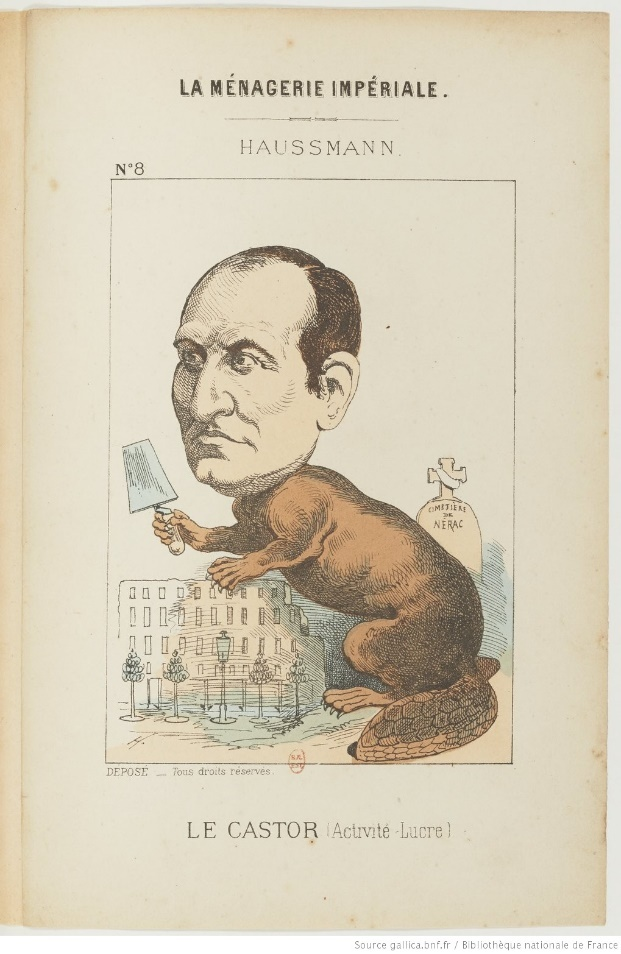 LA MÉNAGERIE IMPÉRIALE.
HAUSSMANN.
N°8
CIMETIÈRE
DE
NÉRAC
H.
DÉPOSÉ _ Tous droits réservés.
LE CASTOR (Activité-Lucre)
Source gallica.bnf.fr / Bibliothèque nationale de France